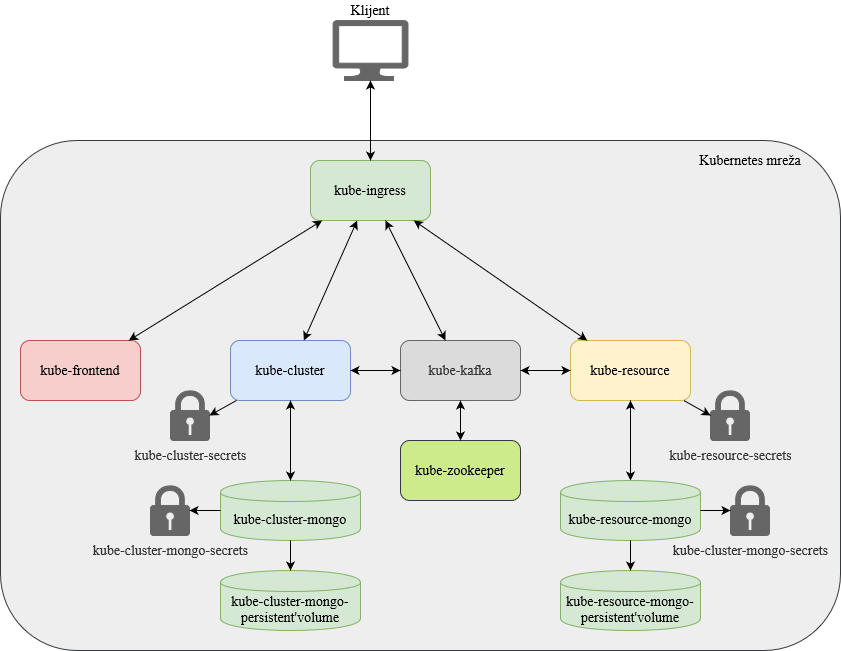 Klijent
Kubernetes mreža
kube-ingress
kube-frontend
kube-cluster
kube-kafka
kube-resource
kube-cluster-secrets
kube-zookeeper
kube-resource-secrets
kube-cluster-mongo
kube-resource-mongo
kube-cluster-mongo-secrets
kube-cluster-mongo-secrets
kube-cluster-mongo-
persistent'volume
kube-resource-mongo-
persistent'volume